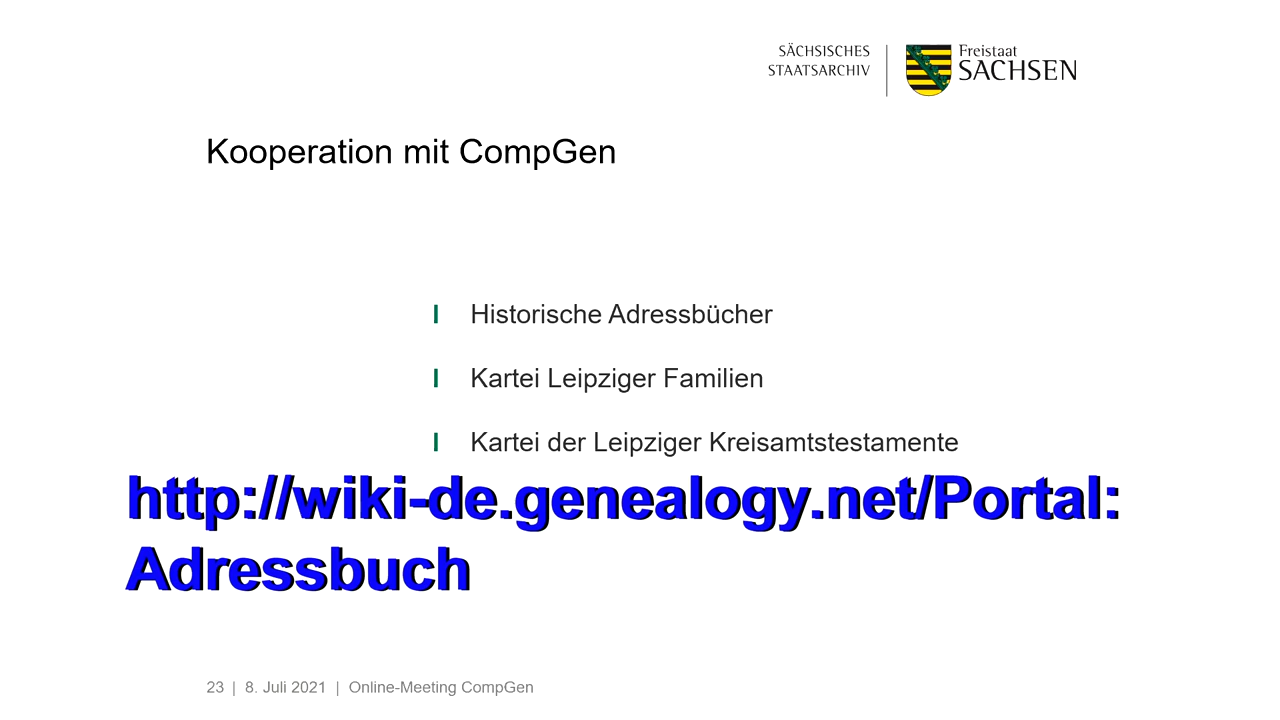 SÄCHSISCHES
STAATSARCHIV
Freistaat
SACHSEN
Kooperation mit CompGen
I Historische Adressbücher
I Kartei Leipziger Familien
I Kartei der Leipziger Kreisamtstestamente
http://wiki-de.genealogy.net/Portal:
Adressbuch
23 | 8. Juli 2021 | Online-Meeting CompGen